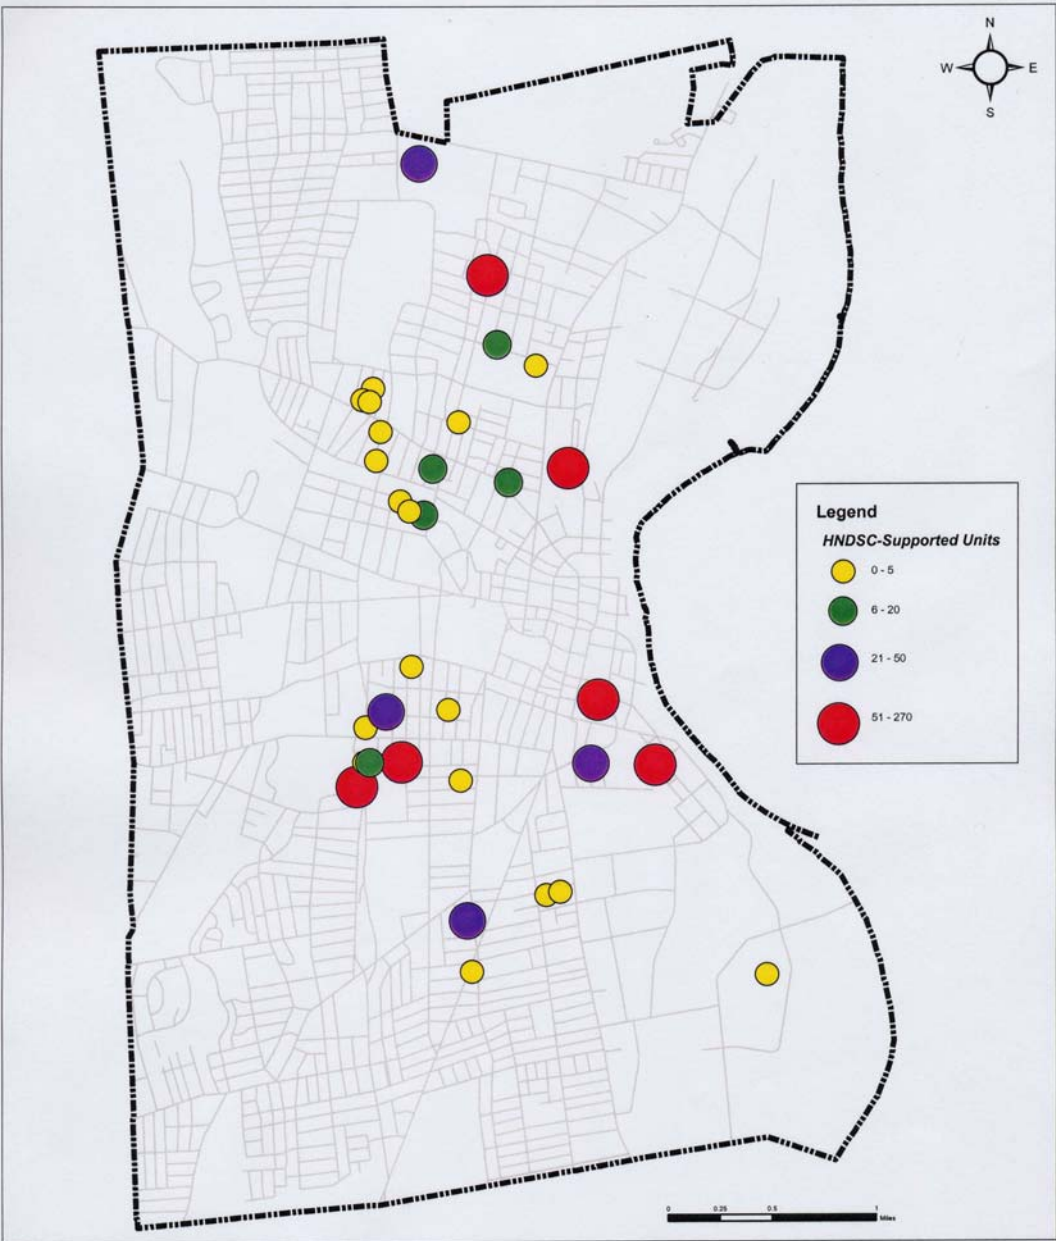 N
W E
S
Legend
HNDSC-Supported Units
0 - 5
6 - 20
21 - 50
51 - 270
0 0.25 0.5 1
Miles